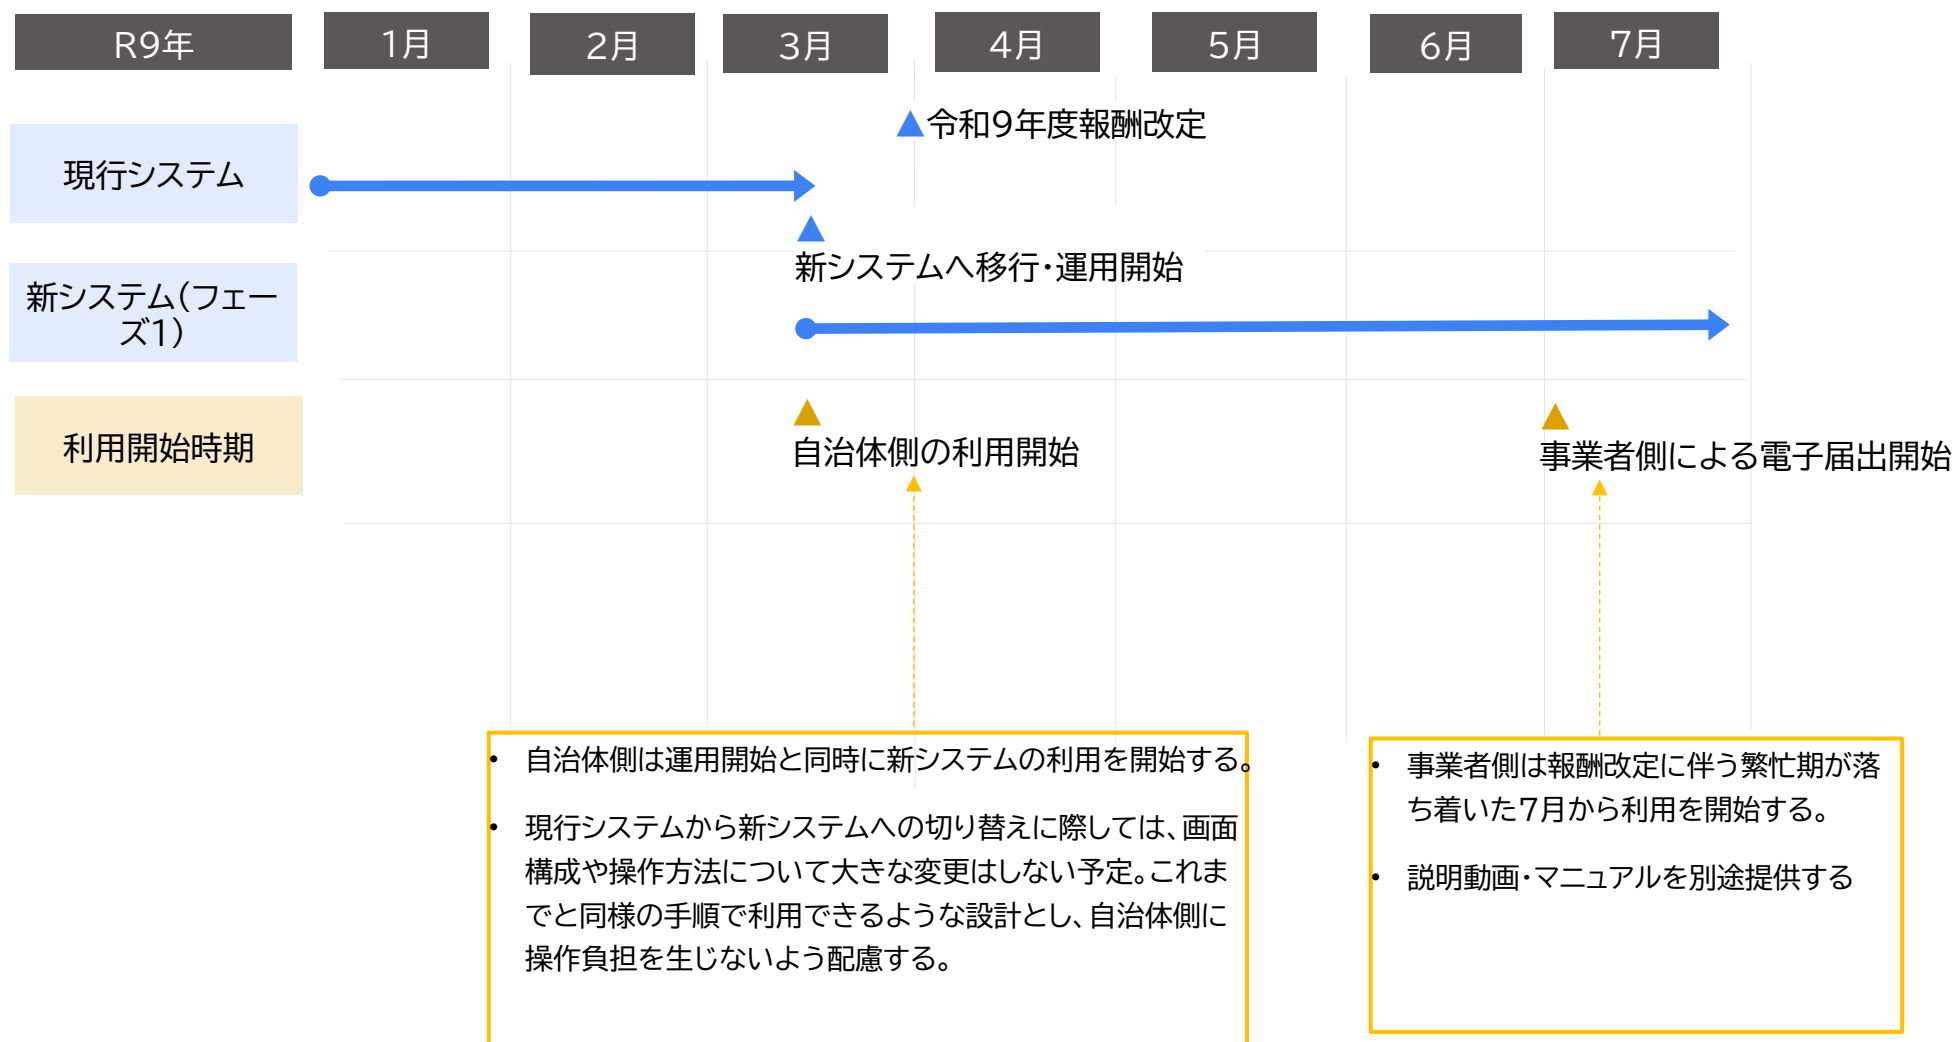 R9年
1月
2月
3月
4月
5月
6月
7月
▲令和9年度報酬改定
現行システム
新システムへ移行・運用開始
新システム(フェー
ズ1)
利用開始時期
自治体側の利用開始
事業者側による電子届出開始
• 自治体側は運用開始と同時に新システムの利用を開始する。
• 現行システムから新システムへの切り替えに際しては、画面
構成や操作方法について大きな変更はしない予定。これま
でと同様の手順で利用できるような設計とし、自治体側に
操作負担を生じないよう配慮する。
• 事業者側は報酬改定に伴う繁忙期が落
ち着いた7月から利用を開始する。
• 説明動画・マニュアルを別途提供する